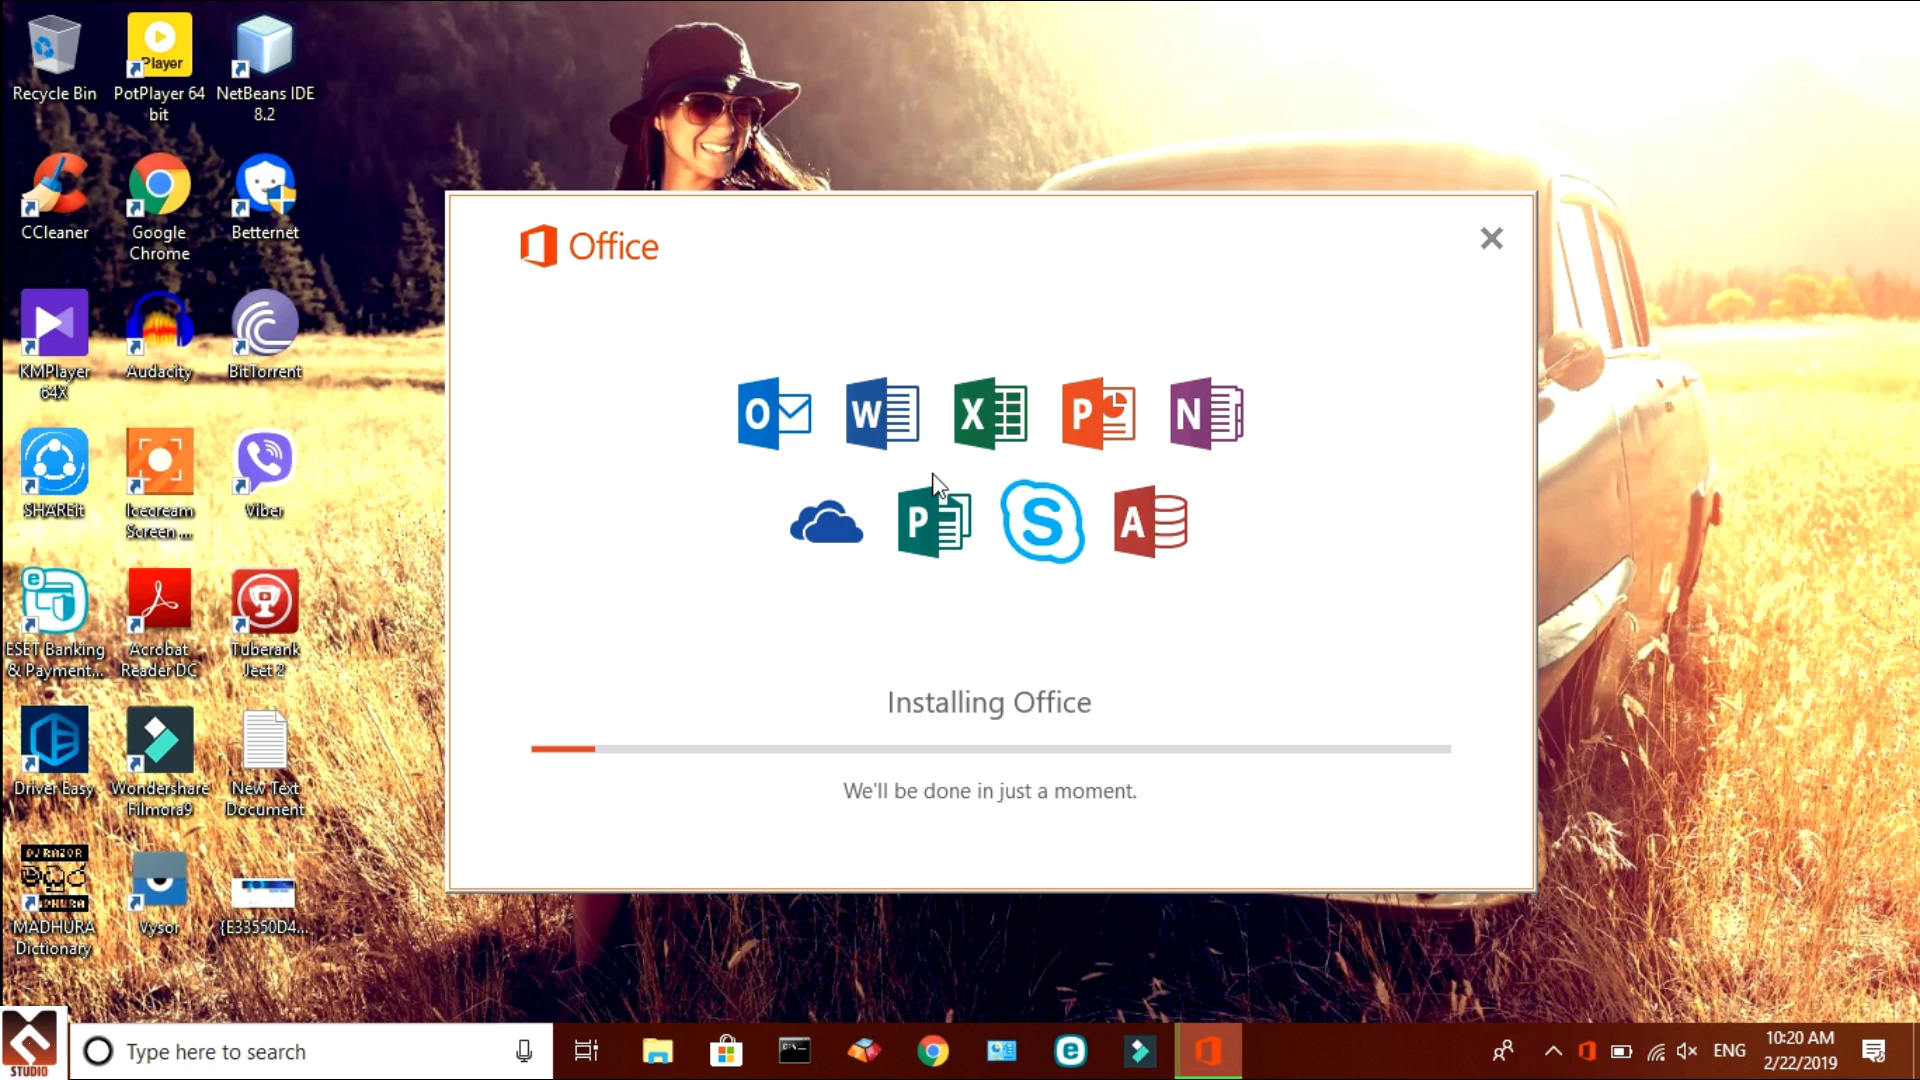 Recycle Bin
Player
PotPlayer 64
bit
NetBeans IDE
8.2
CCleaner
Google
Chrome
Betternet
KMPlayer
64X
Audacity
BitTorrent
SHAREit
Icecream
Screen ...
Viber
ESET Banking
& Payment...
Acrobat
Reader DC
Tuberank
Jeet 2
Driver Easy
Wondershare
Filmora9
New Text
Document
DJ RAZOR
MADHURA
Dictionary
Vysor
{E33550D4...
Office
O
W
X
P
N
P
S
A
Installing Office
We'll be done in just a moment.
STUDIO
Type here to search
ENG
10:20 AM
2/22/2019